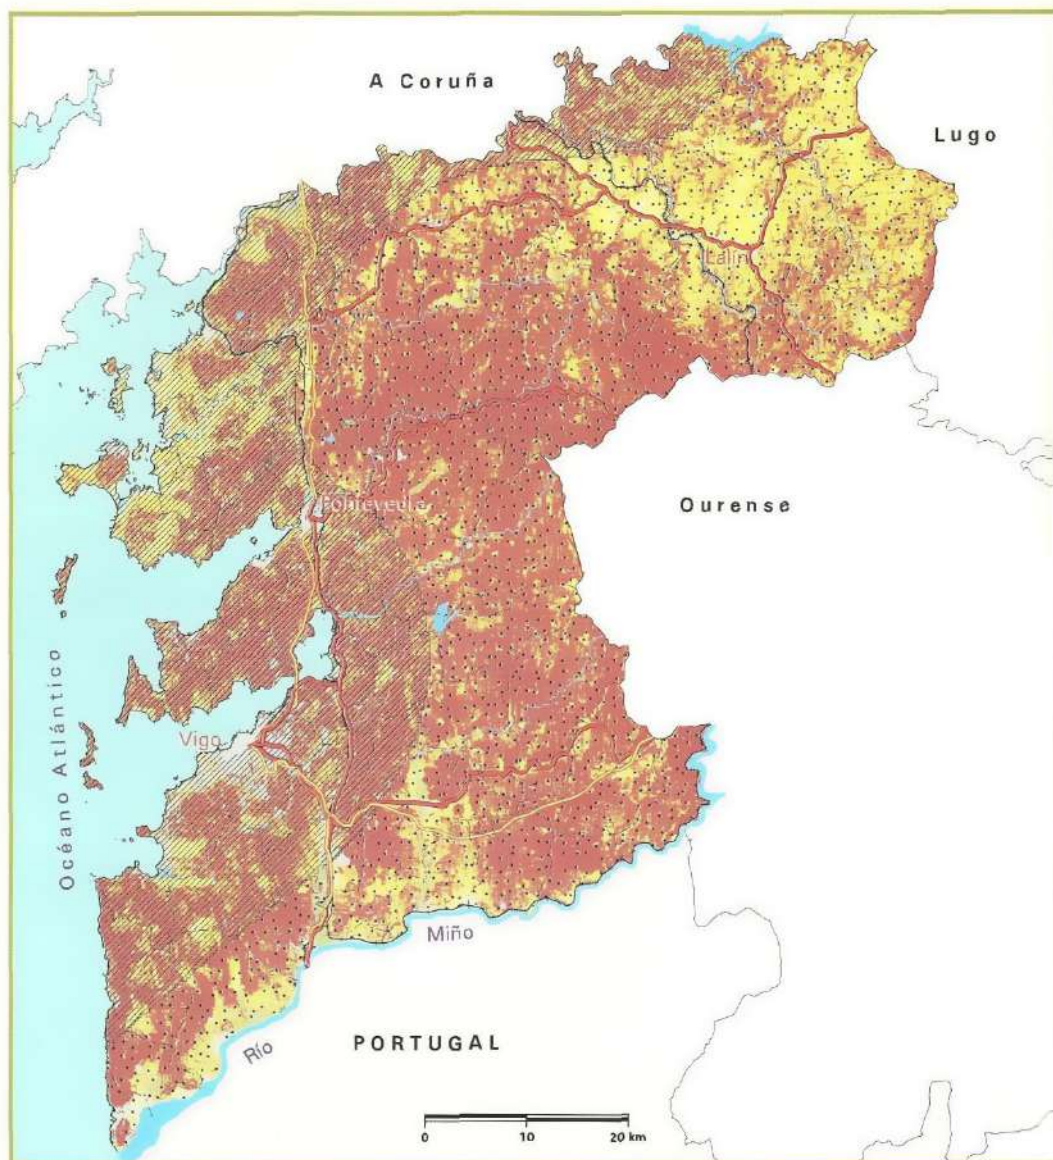 A Coruña
Lugo
Lalín
Ourense
Pontevedra
Océano Atlántico
Vigo
Miño
Río
PORTUGAL
0 10 20 km